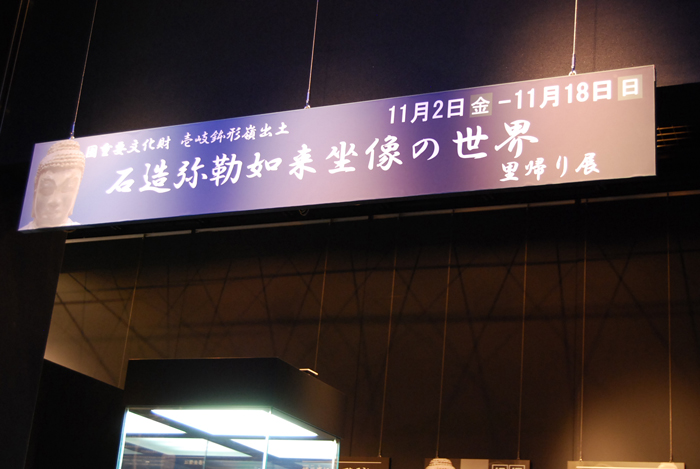 11月2日金-11月18日日
國重要文化財 壱岐鉾形嶺出土
石造弥勒如来坐像の世界
里帰り展